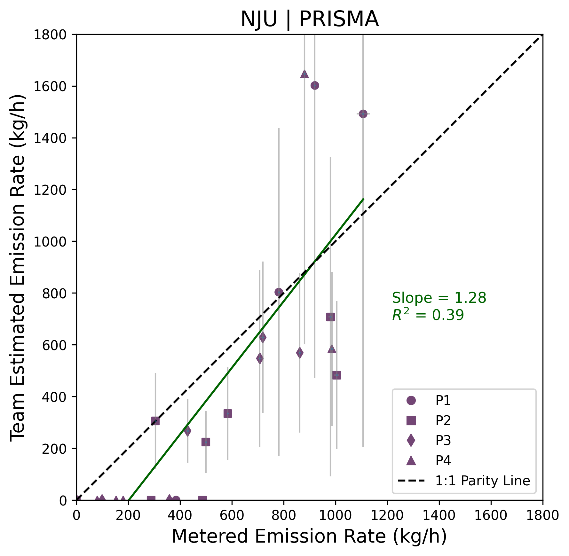 NJU | PRISMA
Team Estimated Emission Rate (kg/h)
1800
1600
1400
1200
1000
800
600
400
200
0
Slope = 1.28
R² = 0.39
P1
P2
P3
P4
1:1 Parity Line
0 200 400 600 800 1000 1200 1400 1600 1800
Metered Emission Rate (kg/h)